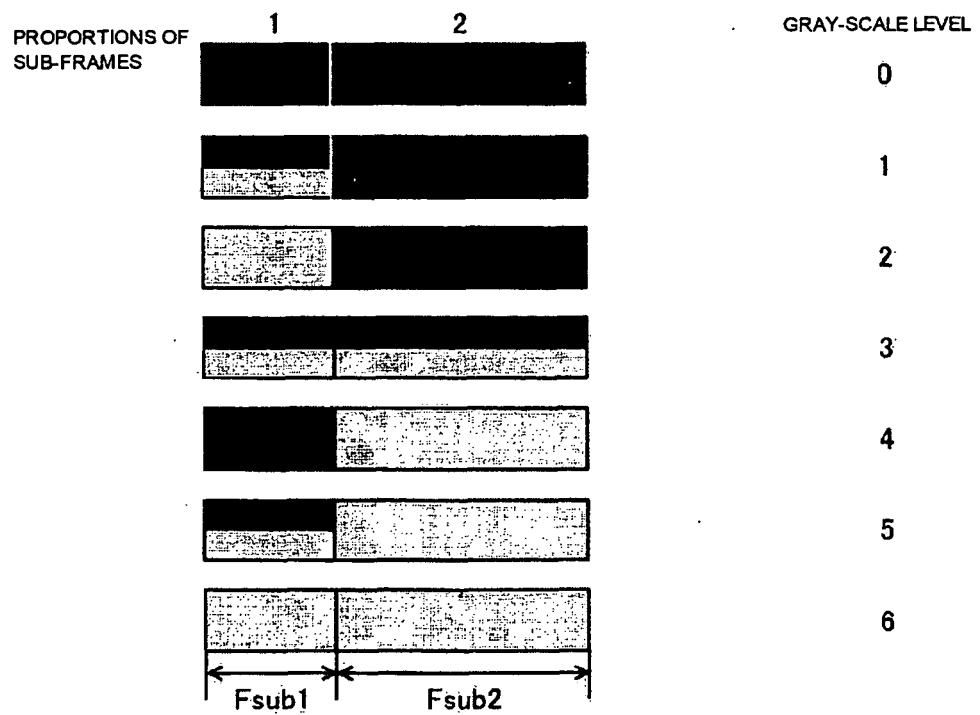 PROPORTIONS OF
SUB-FRAMES
1 2
GRAY-SCALE LEVEL
0
1
2
3
4
5
6
Fsub1 Fsub2